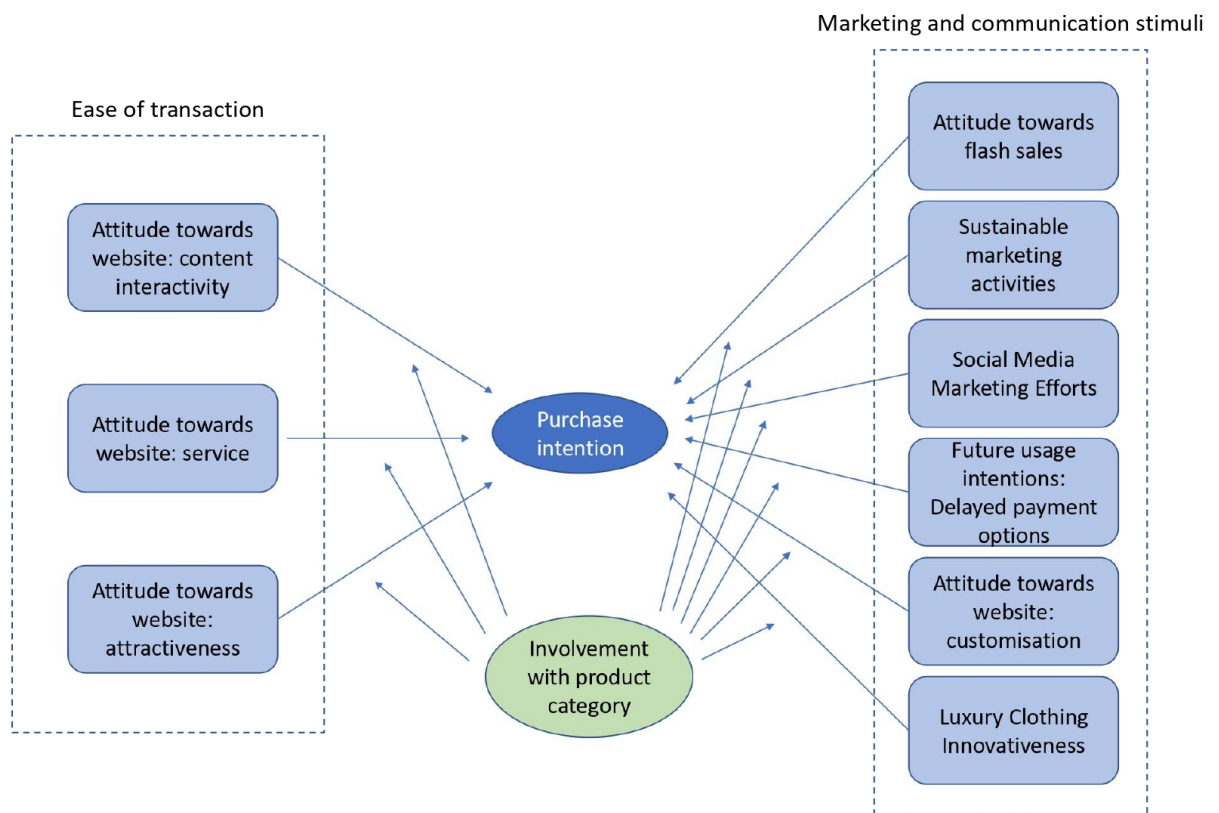 Marketing and communication stimuli
Ease of transaction
Attitude towards
website: content
interactivity
Attitude towards
website: service
Attitude towards
website:
attractiveness
Purchase
intention
Involvement
with product
category
Attitude towards
flash sales
Sustainable
marketing
activities
Social Media
Marketing Efforts
Future usage
intentions:
Delayed payment
options
Attitude towards
website:
customisation
Luxury Clothing
Innovativeness